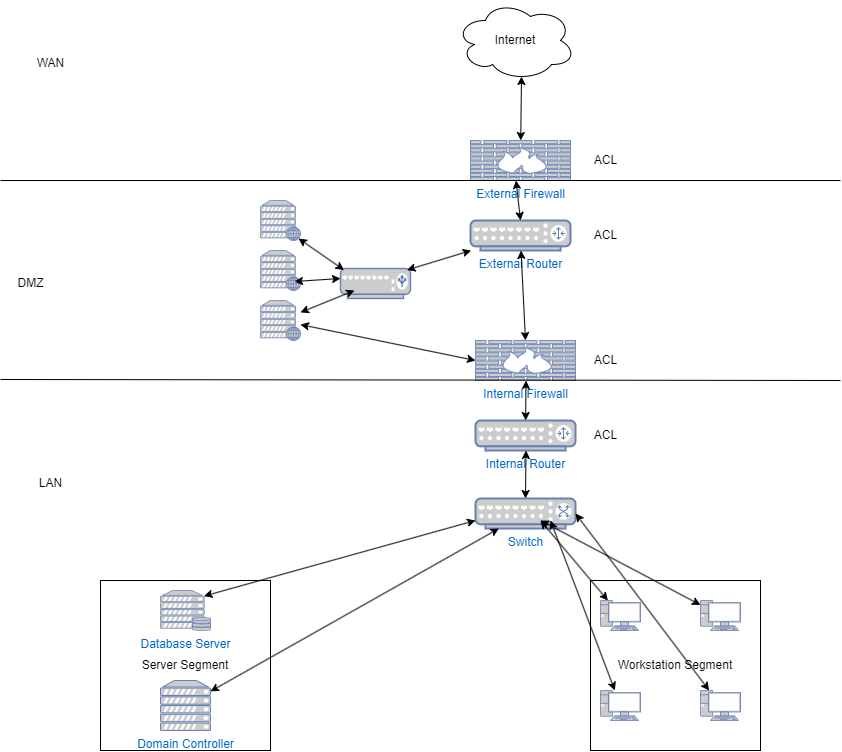 Internet
WAN
ACL
External Firewall
ACL
External Router
DMZ
ACL
Internal Firewall
ACL
Internal Router
LAN
Switch
Database Server
Server Segment
Workstation Segment
Domain Controller